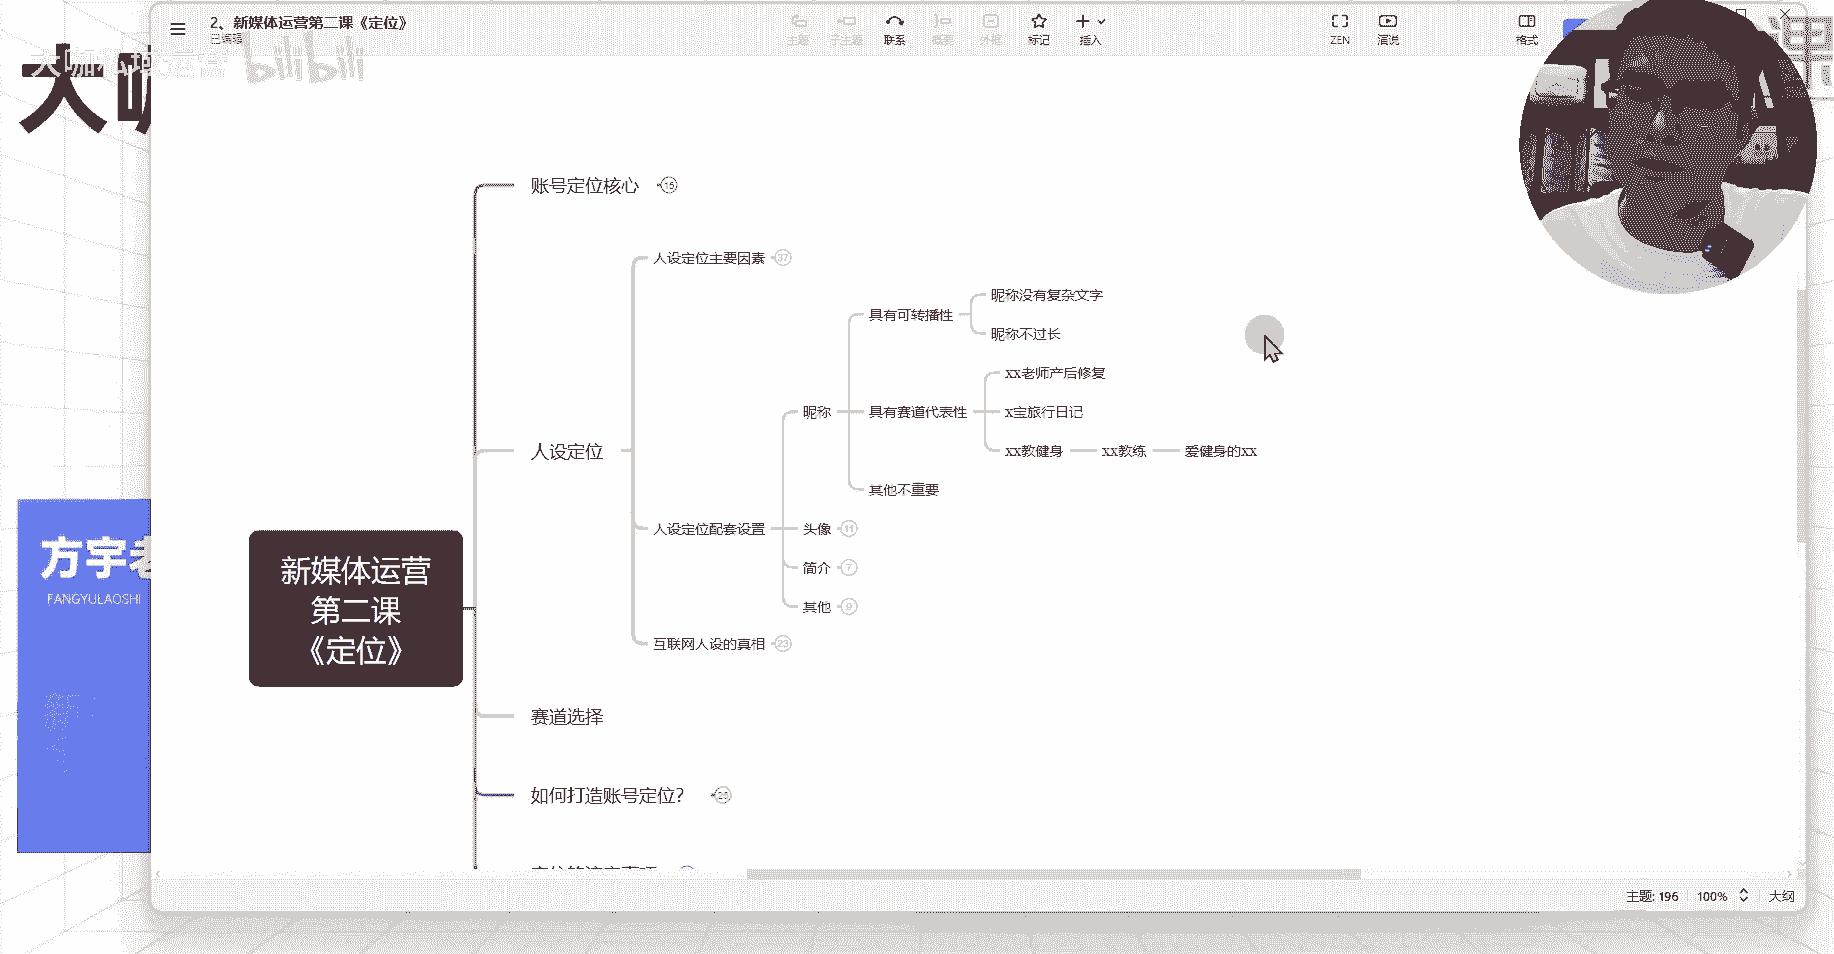 2、新媒体运营第二课《定位》
已编辑
主题
子主题
联系
概要
外框
标记
插入
ZEN
演说
格式
大咖私域运营
bilibili
大咖
课
账号定位核心
15
人设定位主要因素
37
昵称没有复杂文字
具有可转播性
昵称不过长
xx老师产后修复
昵称
具有赛道代表性
x宝旅行日记
人设定位
xx教健身
xx教练
爱健身的xx
其他不重要
人设定位配套设置
头像
11
简介
7
其他
9
互联网人设的真相
23
新媒体运营
第二课
《定位》
赛道选择
如何打造账号定位?
方宇老
FANGYULAOSHI
主题: 196
100%
大纲